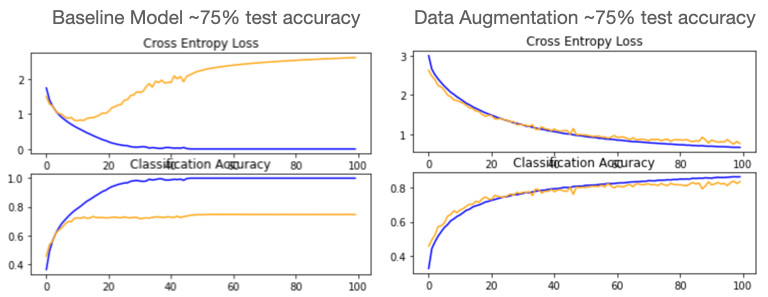 Baseline Model ~75% test accuracy
Cross Entropy Loss
2
1
0
0 20 40 60 80 100
Classification Accuracy
1.0
0.8
0.6
0.4
0 20 40 60 80 100
Data Augmentation ~75% test accuracy
Cross Entropy Loss
3
2
1
0 20 40 60 80 100
Classification Accuracy
0.8
0.6
0.4
0 20 40 60 80 100